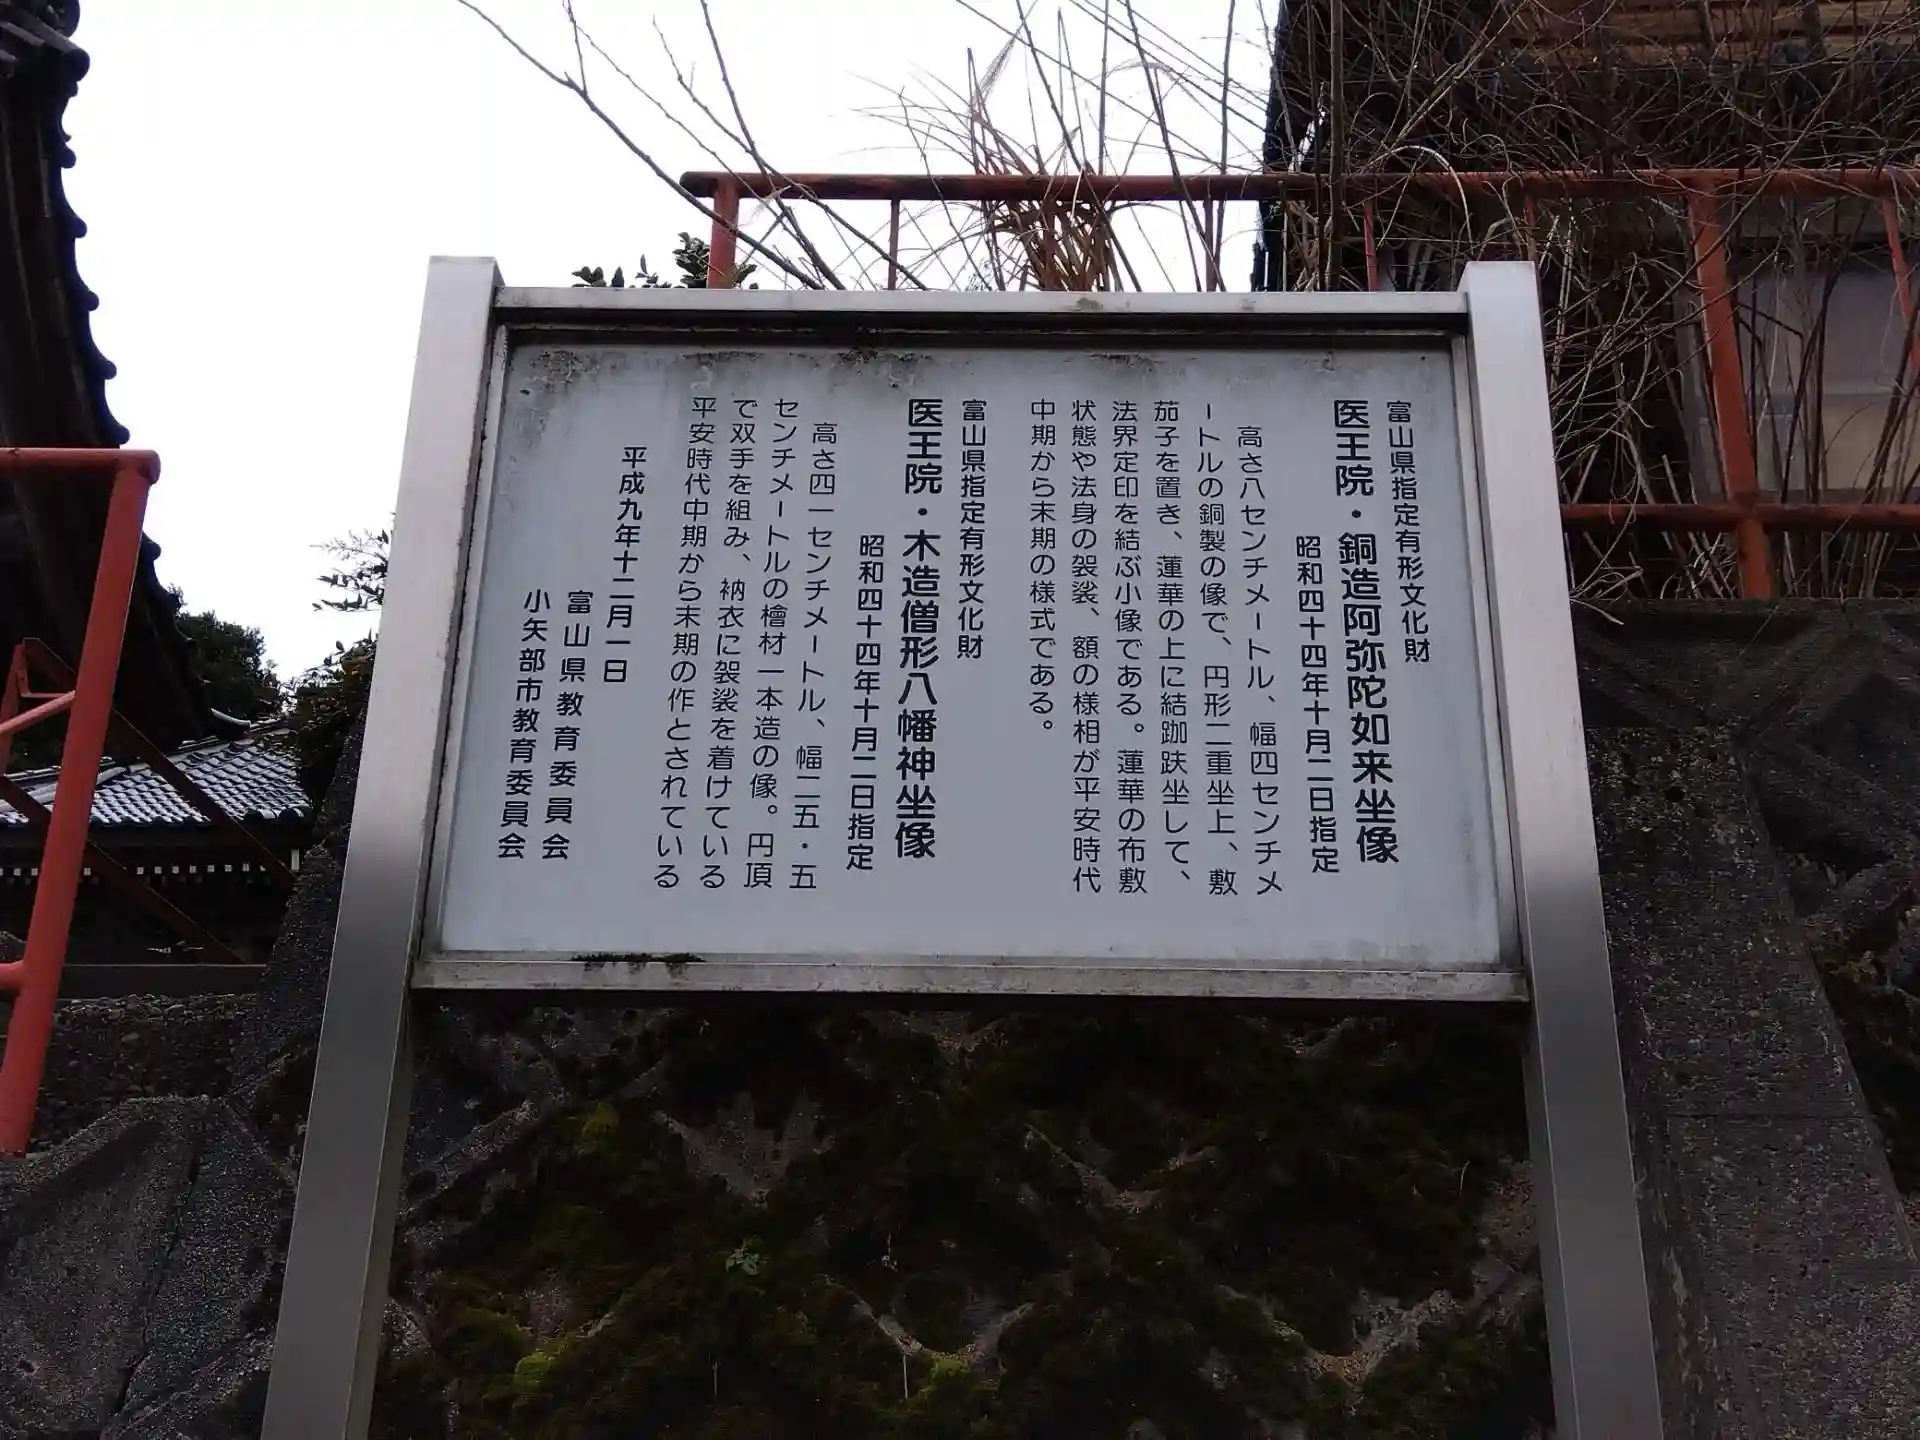 富山県指定有形文化財
医王院・銅造阿弥陀如来坐像
昭和四十四年十月二日指定
高さ八センチメートル、幅四センチメ
ートルの銅製の像で、円形二重坐上、敷
茄子を置き、蓮華の上に結跏趺坐して、
法界定印を結ぶ小像である。蓮華の布敷
状態や法身の袈裟、額の様相が平安時代
中期から末期の様式である。
富山県指定有形文化財
医王院・木造僧形八幡神坐像
昭和四十四年十月二日指定
高さ四一センチメートル、幅二五・五
センチメートルの檜材一本造の像。円頂
で双手を組み、衲衣に袈裟を着けている
平安時代中期から末期の作とされている
平成九年十二月一日
富山県教育委員会
小矢部市教育委員会